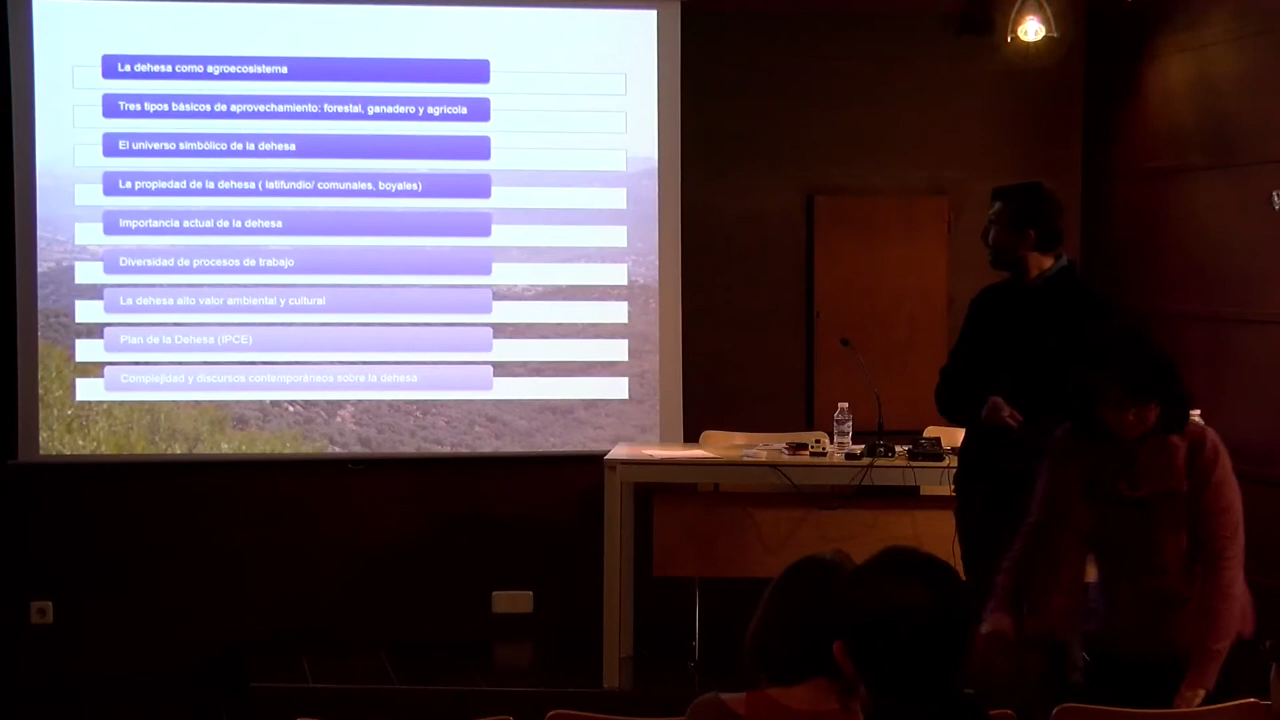 La dehesa como agroecosistema
Tres tipos básicos de aprovechamiento: forestal, ganadero y agrícola
El universo simbólico de la dehesa
La propiedad de la dehesa ( latifundio/ comunales, boyales)
Importancia actual de la dehesa
Diversidad de procesos de trabajo
La dehesa alto valor ambiental y cultural
Plan de la Dehesa (IPCE)
Complejidad y discursos contemporáneos sobre la dehesa